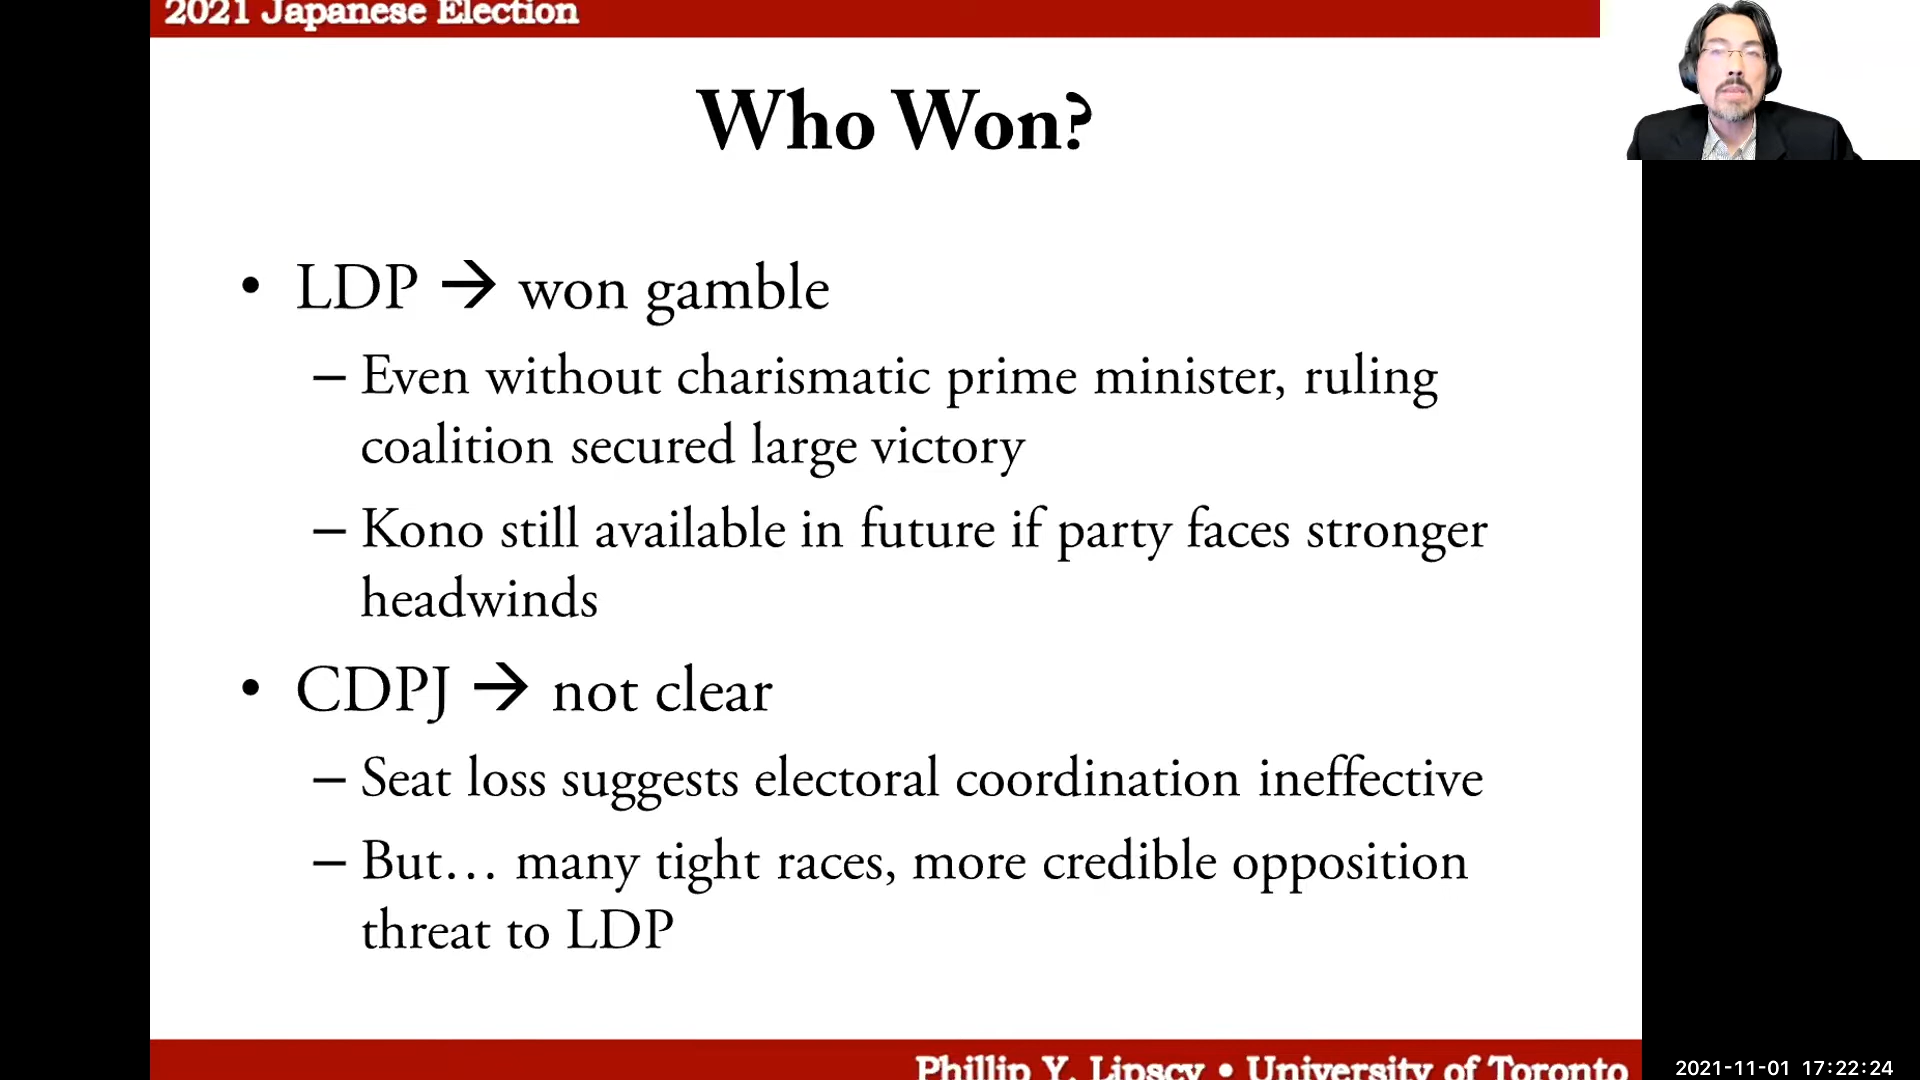 2021 Japanese Election
Who Won?
• LDP → won gamble
– Even without charismatic prime minister, ruling
coalition secured large victory
– Kono still available in future if party faces stronger
headwinds
• CDPJ → not clear
– Seat loss suggests electoral coordination ineffective
– But… many tight races, more credible opposition
threat to LDP
Phillip Y. Lipscy • University of Toronto
2021-11-01 17:22:24